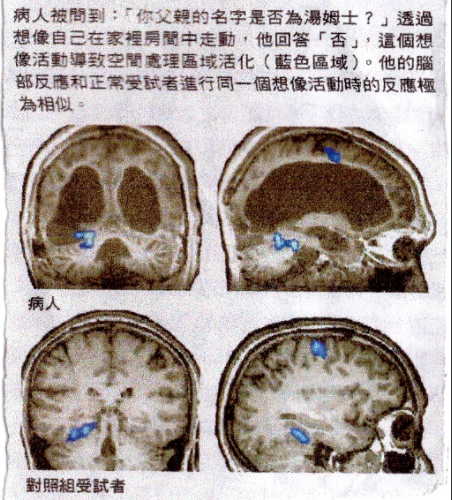 病人被問到：「你父親的名字是否為湯姆士？」透過
想像自己在家裡房間中走動，他回答「否」，這個想
像活動導致空間處理區域活化（藍色區域）。他的腦
部反應和正常受試者進行同一個想像活動時的反應極
為相似。
病人
對照組受試者